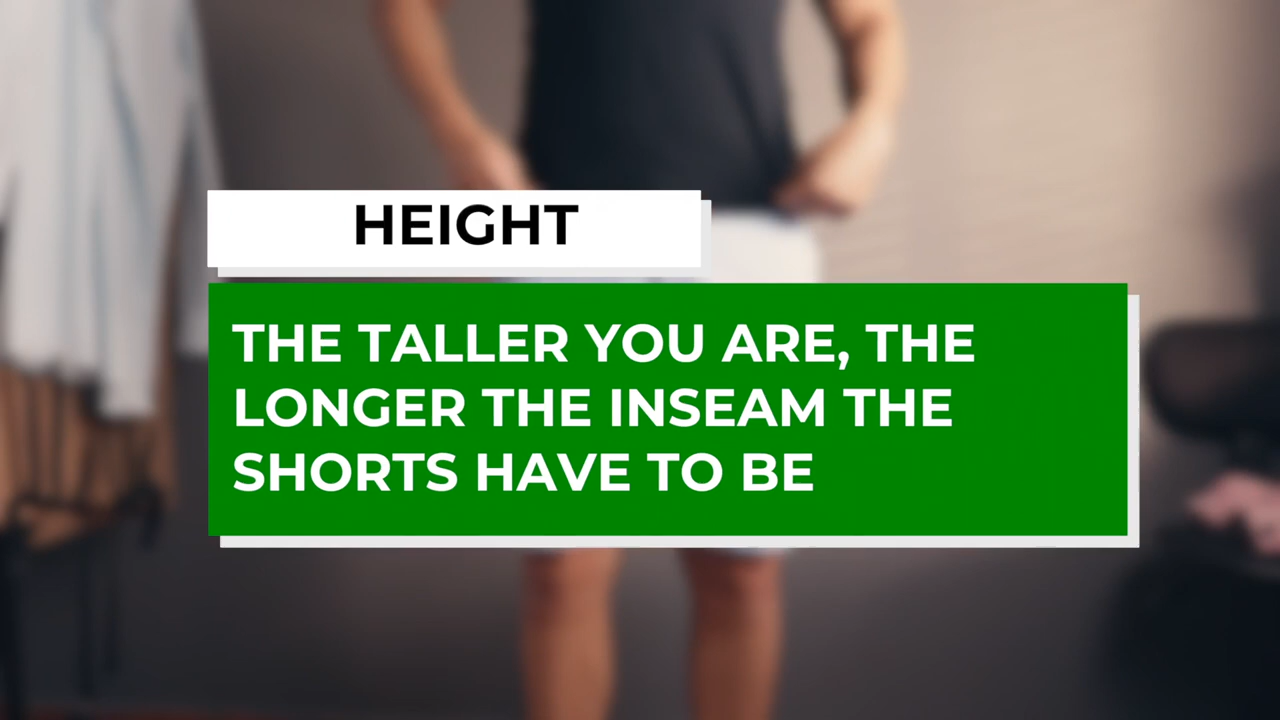 HEIGHT
THE TALLER YOU ARE, THE
LONGER THE INSEAM THE
SHORTS HAVE TO BE